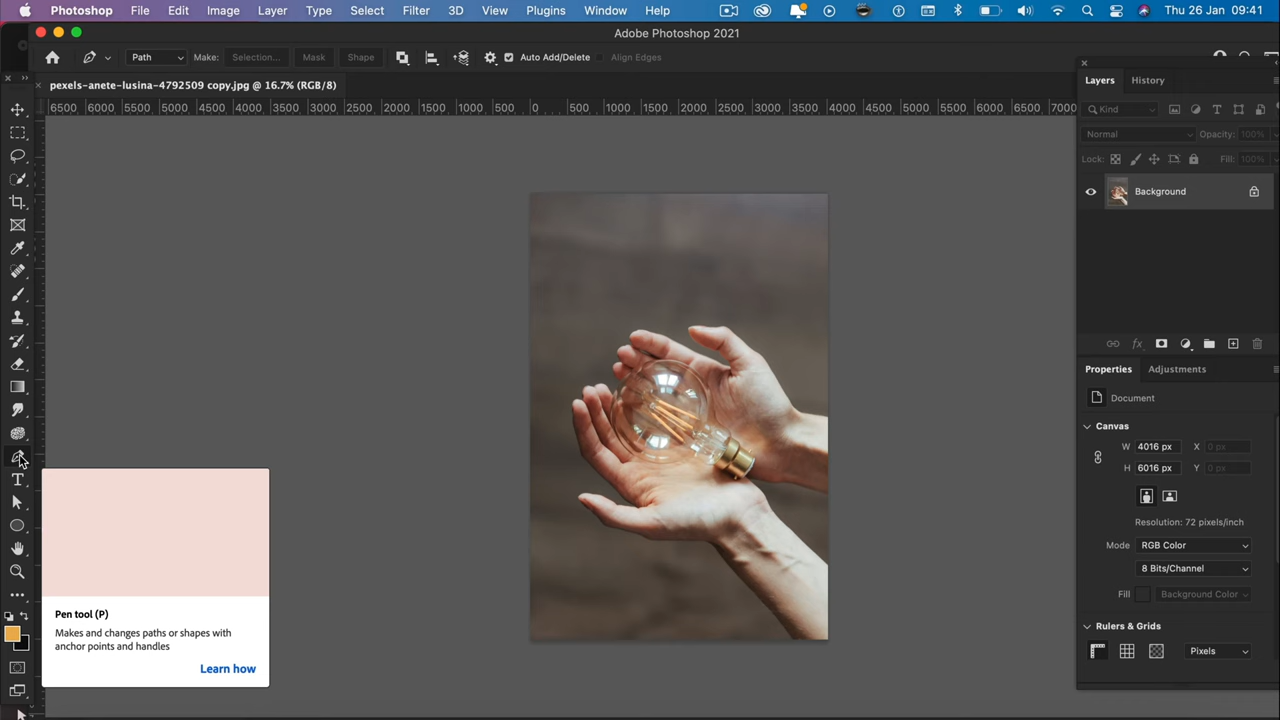 Photoshop File Edit Image Layer Type Select Filter 3D View Plugins Window Help Thu 26 Jan 09:41
Adobe Photoshop 2021
Path Make: Selection... Mask Shape Auto Add/Delete Align Edges
pexels-anete-lusina-4792509 copy.jpg @ 16.7% (RGB/8)
6500 6000 5500 5000 4500 4000 3500 3000 2500 2000 1500 1000 500 0 500 1000 1500 2000 2500 3000 3500 4000 4500 5000 5500 6000 6500 7000
Layers History
Kind
Normal Opacity: 100%
Lock: Fill: 100%
Background
fx
Properties Adjustments
Document
Canvas
W 4016 px X 0 px
H 6016 px Y 0 px
Resolution: 72 pixels/inch
Mode RGB Color
8 Bits/Channel
Fill Background Color
Rulers & Grids
Pixels
T
Pen tool (P)
Makes and changes paths or shapes with
anchor points and handles
Learn how